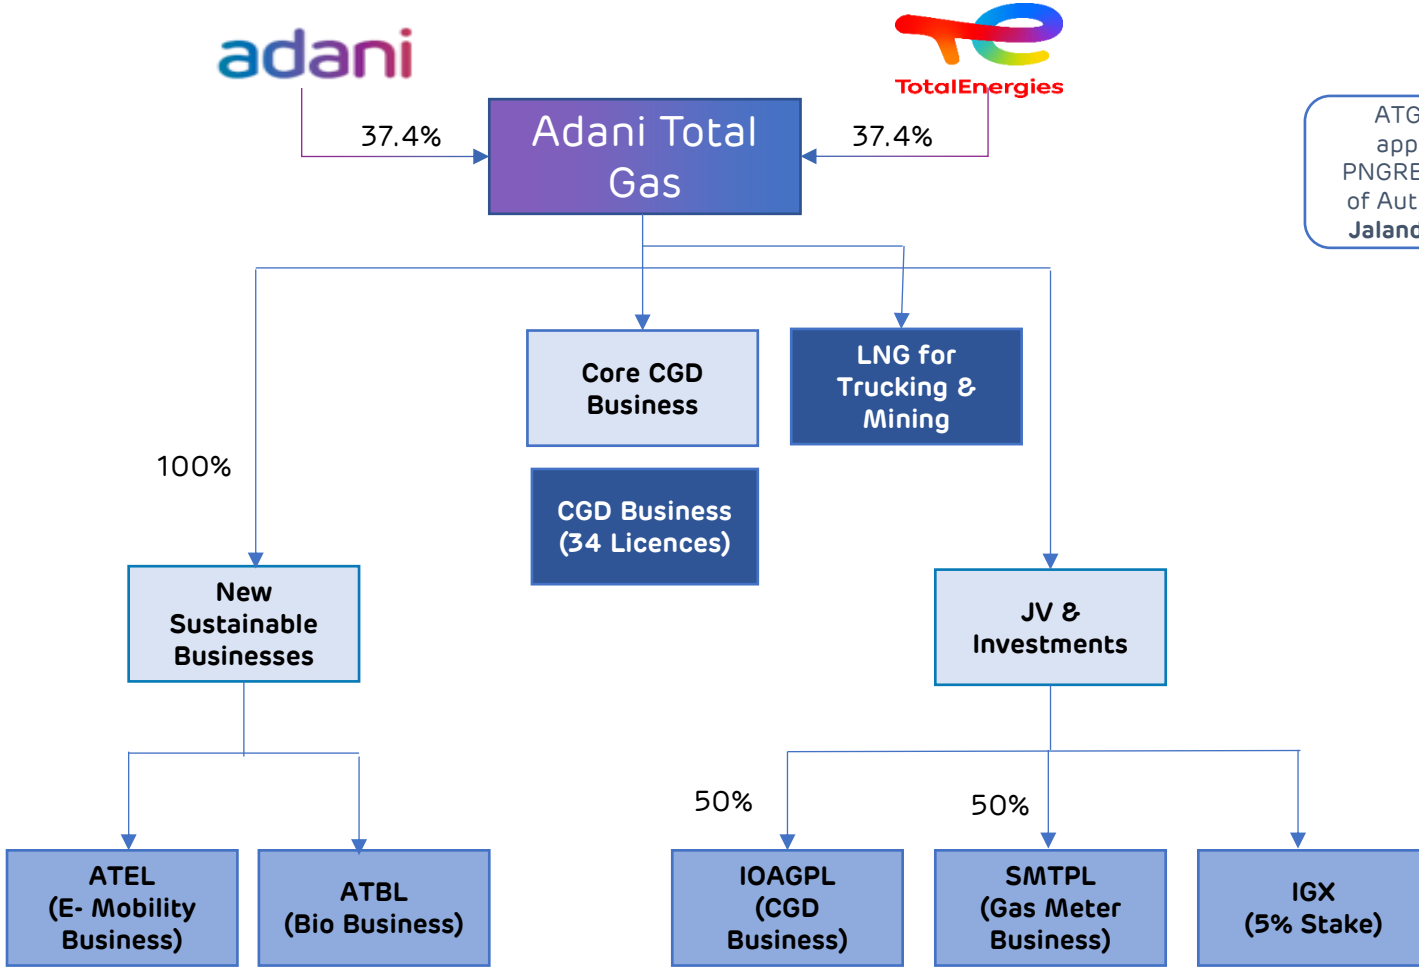 adani
TotalEnergies
37.4%
Adani Total
Gas
37.4%
ATG
app
PNGRE
of Aut
Jaland
Core CGD
Business
LNG for
Trucking &
Mining
100%
CGD Business
(34 Licences)
New
Sustainable
Businesses
JV &
Investments
50%
50%
ATEL
(E- Mobility
Business)
ATBL
(Bio Business)
IOAGPL
(CGD
Business)
SMTPL
(Gas Meter
Business)
IGX
(5% Stake)